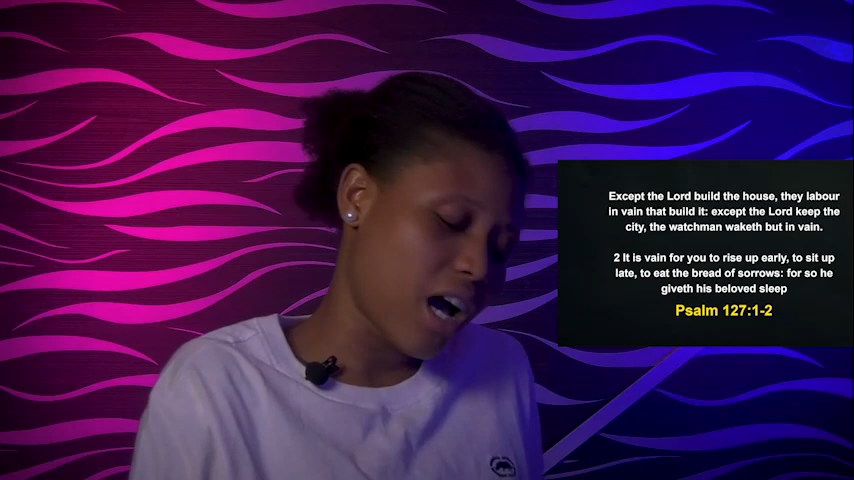 Except the Lord build the house, they labour
in vain that build it: except the Lord keep the
city, the watchman waketh but in vain.
2 It is vain for you to rise up early, to sit up
late, to eat the bread of sorrows: for so he
giveth his beloved sleep
Psalm 127:1-2